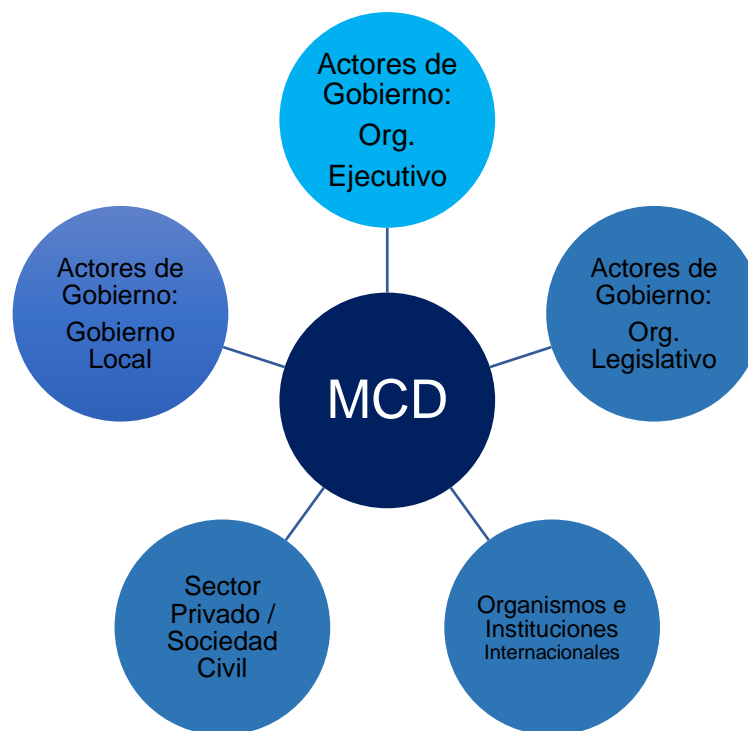 Actores de
Gobierno:
Org.
Ejecutivo
Actores de
Gobierno:
Gobierno
Local
Actores de
Gobierno:
Org.
Legislativo
MCD
Sector
Privado /
Sociedad
Civil
Organismos e
Instituciones
Internacionales